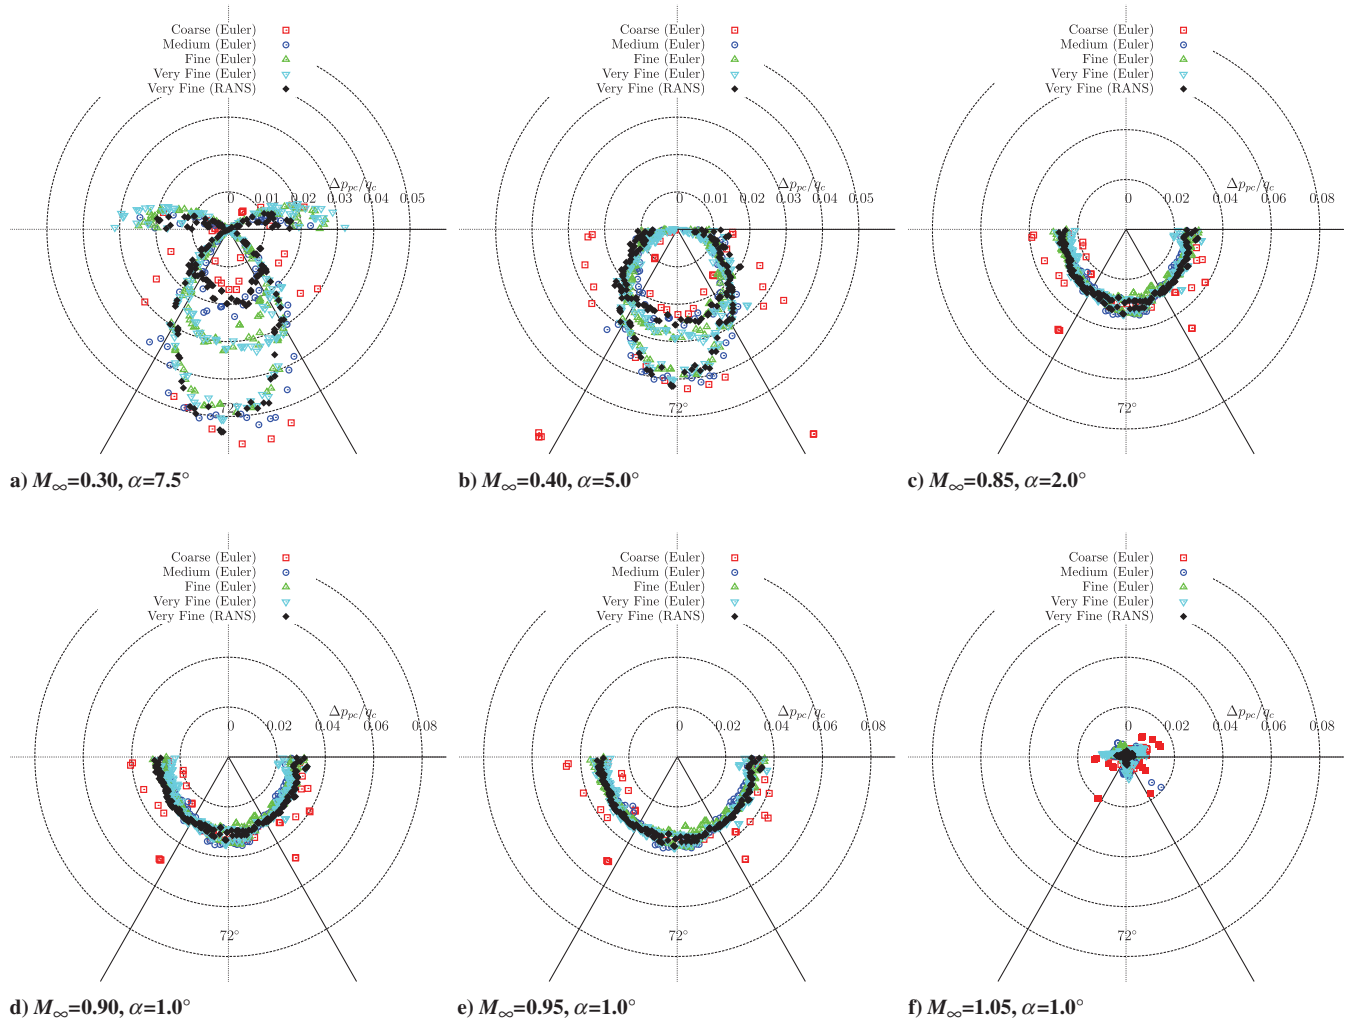 Coarse (Euler)
Medium (Euler)
Fine (Euler)
Very Fine (Euler)
Very Fine (RANS)
Δp_pc/q_c
0 0.01 0.02 0.03 0.04 0.05
72°
a) M∞=0.30, α=7.5°
Coarse (Euler)
Medium (Euler)
Fine (Euler)
Very Fine (Euler)
Very Fine (RANS)
Δp_pc/q_c
0 0.01 0.02 0.03 0.04 0.05
72°
b) M∞=0.40, α=5.0°
Coarse (Euler)
Medium (Euler)
Fine (Euler)
Very Fine (Euler)
Very Fine (RANS)
Δp_pc/q_c
0 0.02 0.04 0.06 0.08
72°
c) M∞=0.85, α=2.0°
Coarse (Euler)
Medium (Euler)
Fine (Euler)
Very Fine (Euler)
Very Fine (RANS)
Δp_pc/q_c
0 0.02 0.04 0.06 0.08
72°
d) M∞=0.90, α=1.0°
Coarse (Euler)
Medium (Euler)
Fine (Euler)
Very Fine (Euler)
Very Fine (RANS)
Δp_pc/q_c
0 0.02 0.04 0.06 0.08
72°
e) M∞=0.95, α=1.0°
Coarse (Euler)
Medium (Euler)
Fine (Euler)
Very Fine (Euler)
Very Fine (RANS)
Δp_pc/q_c
0 0.02 0.04 0.06 0.08
72°
f) M∞=1.05, α=1.0°